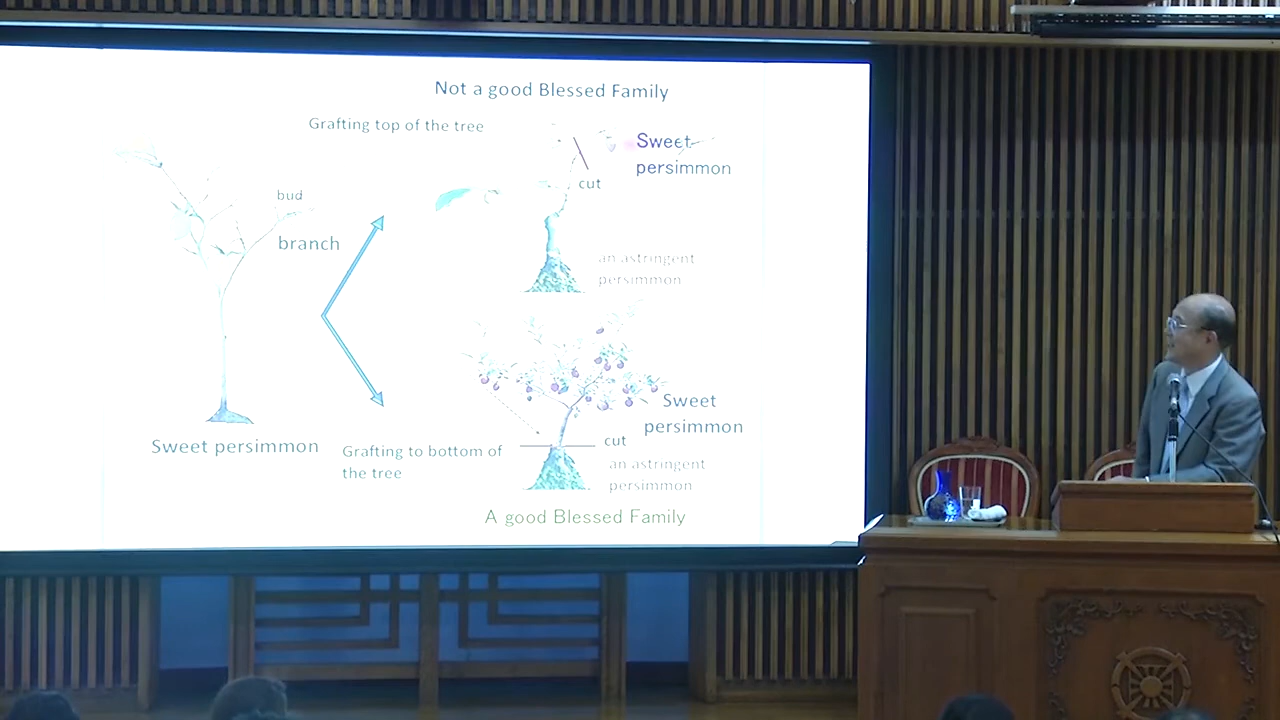 Not a good Blessed Family
Grafting top of the tree
Sweet
persimmon
cut
bud
branch
an astringent
persimmon
Sweet persimmon
Grafting to bottom of
the tree
Sweet
persimmon
cut
an astringent
persimmon
A good Blessed Family